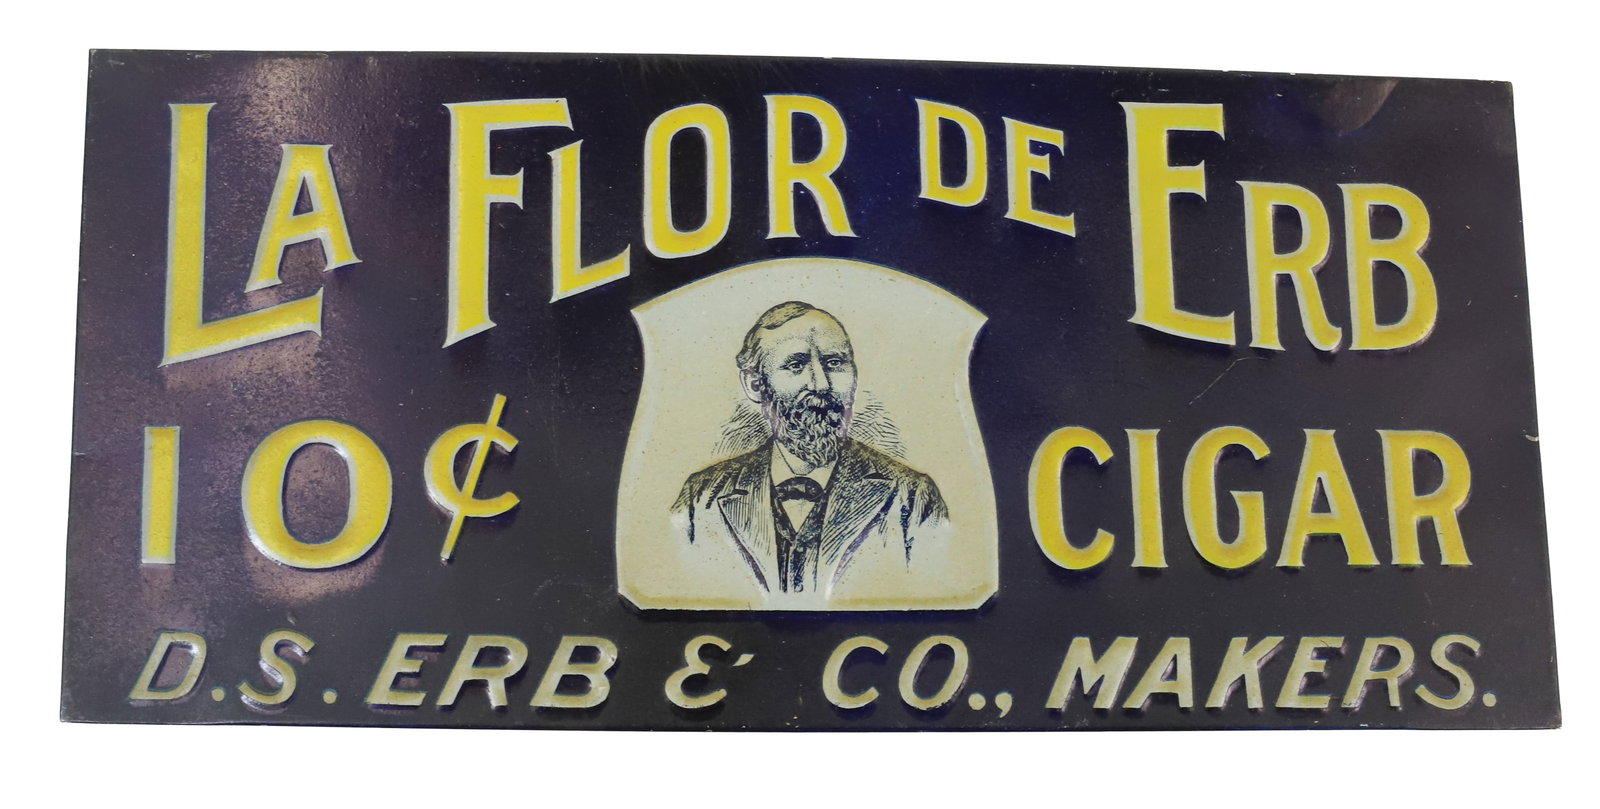 LA FLOR DE ERB
10¢ CIGAR
D.S. ERB & CO., MAKERS.